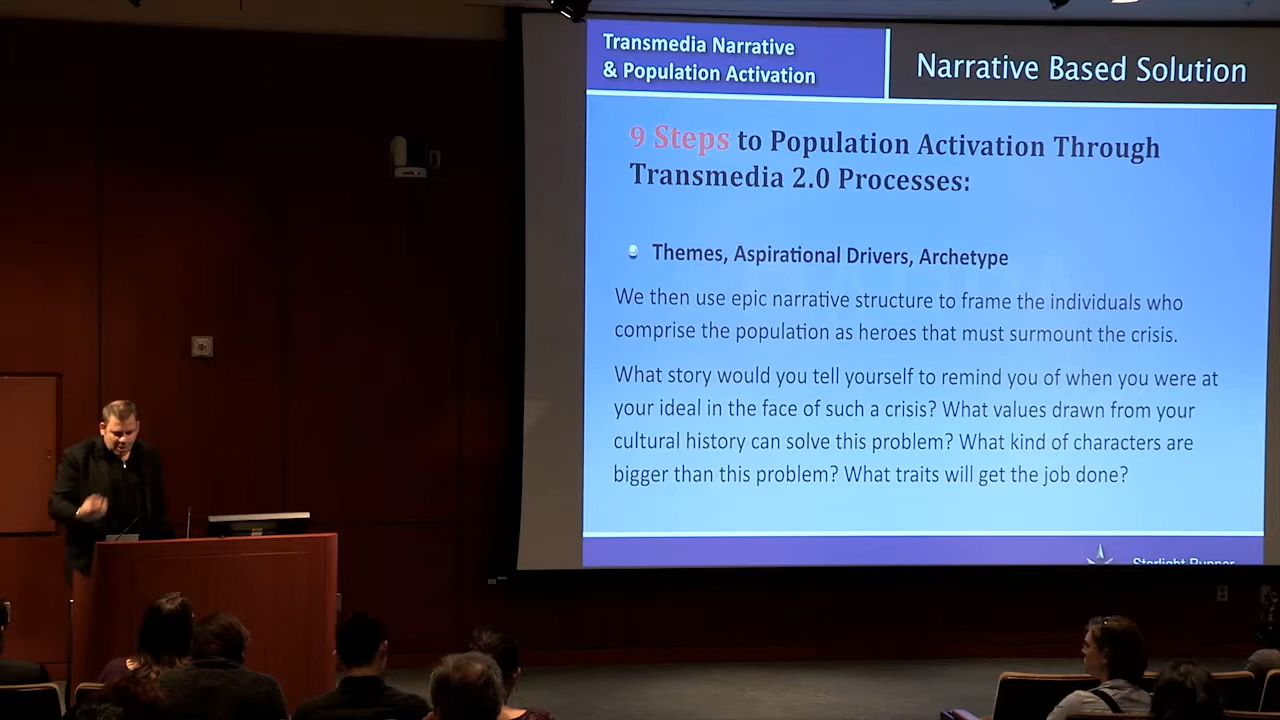 Transmedia Narrative
& Population Activation
Narrative Based Solution
9 Steps to Population Activation Through
Transmedia 2.0 Processes:
Themes, Aspirational Drivers, Archetype
We then use epic narrative structure to frame the individuals who
comprise the population as heroes that must surmount the crisis.
What story would you tell yourself to remind you of when you were at
your ideal in the face of such a crisis? What values drawn from your
cultural history can solve this problem? What kind of characters are
bigger than this problem? What traits will get the job done?
Starlight Runner